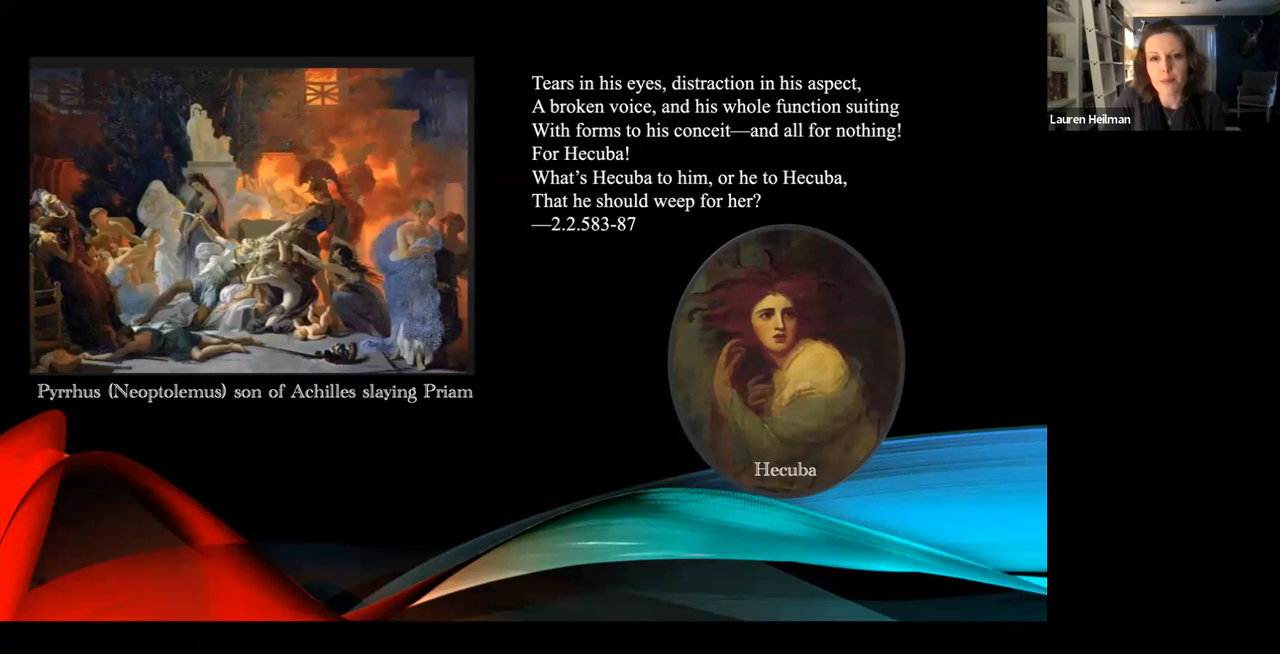 Tears in his eyes, distraction in his aspect,
A broken voice, and his whole function suiting
With forms to his conceit—and all for nothing!
For Hecuba!
What’s Hecuba to him, or he to Hecuba,
That he should weep for her?
—2.2.583-87
Pyrrhus (Neoptolemus) son of Achilles slaying Priam
Hecuba
Lauren Heilman